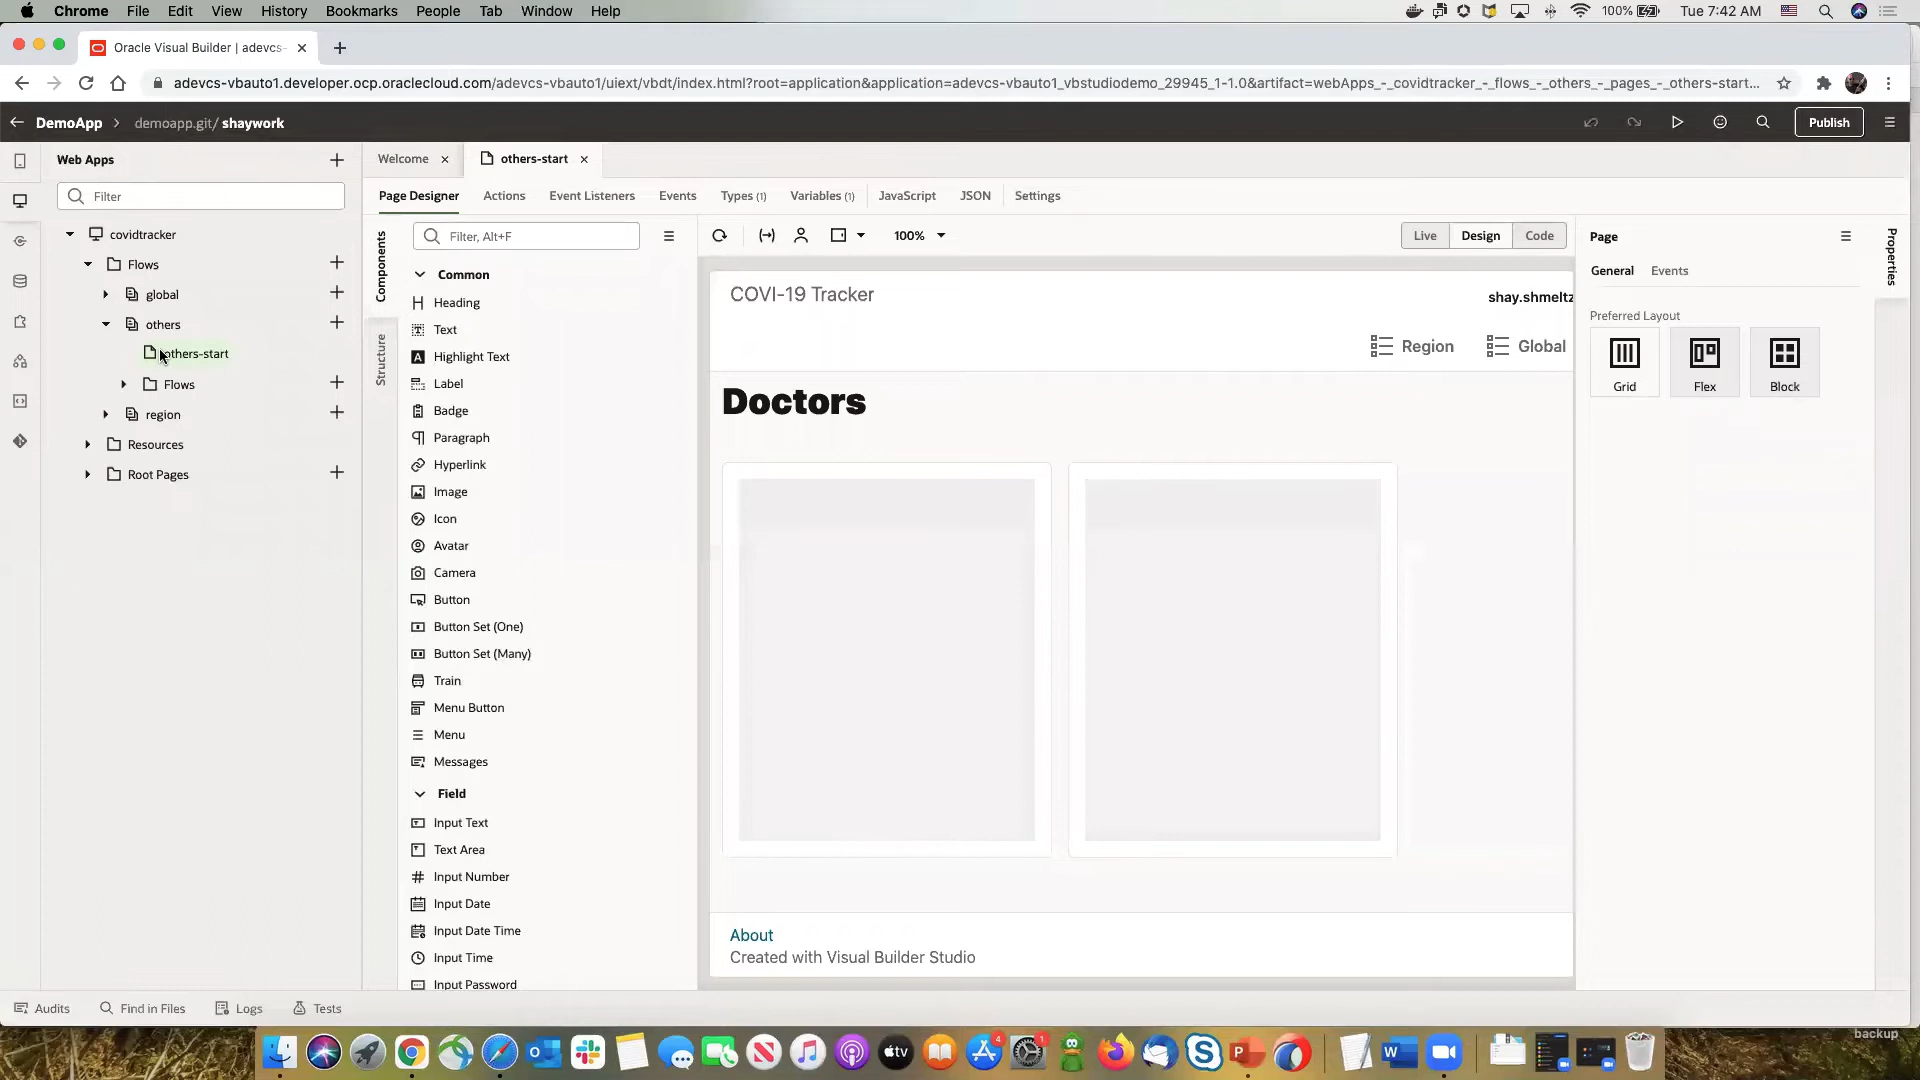 Chrome File Edit View History Bookmarks People Tab Window Help
100% Tue 7:42 AM
Oracle Visual Builder | adevcs-
adevcs-vbauto1.developer.ocp.oraclecloud.com/adevcs-vbauto1/uiext/vbdt/index.html?root=application&application=adevcs-vbauto1_vbstudiodemo_29945_1-1.0&artifact=webApps_-_covidtracker_-_flows_-_others_-_pages_-_others-start...
DemoApp > demoapp.git/ shaywork
Publish
Web Apps
Filter
covidtracker
Flows
global
others
others-start
Flows
region
Resources
Root Pages
Welcome
others-start
Page Designer Actions Event Listeners Events Types (1) Variables (1) JavaScript JSON Settings
Components
Structure
Filter, Alt+F
Common
Heading
Text
Highlight Text
Label
Badge
Paragraph
Hyperlink
Image
Icon
Avatar
Camera
Button
Button Set (One)
Button Set (Many)
Train
Menu Button
Menu
Messages
Field
Input Text
Text Area
Input Number
Input Date
Input Date Time
Input Time
Input Password
100%
Live Design Code
COVI-19 Tracker
shay.shmeltz
Region Global
Doctors
About
Created with Visual Builder Studio
Page
General Events
Preferred Layout
Grid Flex Block
Properties
Audits Find in Files Logs Tests
backup
tv
4
1
P
W
S